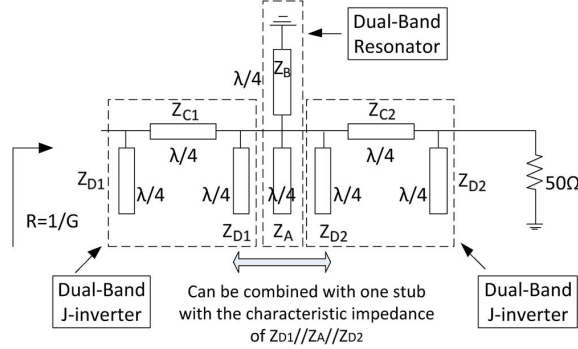 Dual-Band
Resonator
Z_B
λ/4
Z_C1
Z_C2
λ/4
λ/4
Z_D1
λ/4
λ/4
λ/4
λ/4
λ/4
Z_D2
50Ω
R=1/G
Z_D1
Z_A
Z_D2
Dual-Band
J-inverter
Can be combined with one stub
with the characteristic impedance
of Z_D1//Z_A//Z_D2
Dual-Band
J-inverter